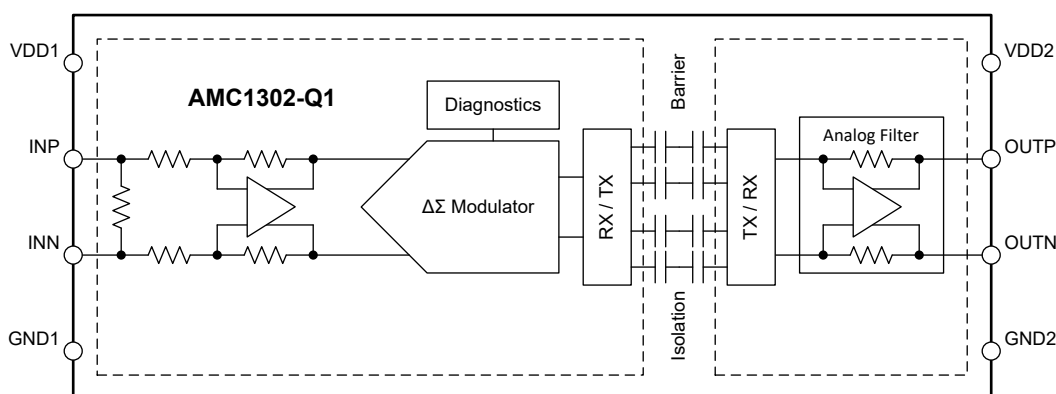 VDD1
VDD2
AMC1302-Q1
Diagnostics
Barrier
Analog Filter
INP
OUTP
ΔΣ Modulator
RX / TX
TX / RX
INN
OUTN
Isolation
GND1
GND2